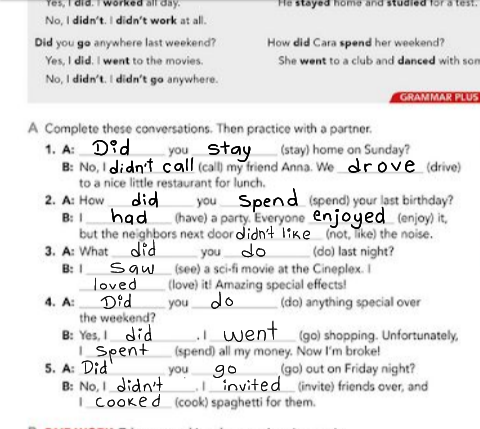 Yes, I did. I worked all day. He stayed home and studied for a test.
No, I didn't. I didn't work at all.
Did you go anywhere last weekend? How did Cara spend her weekend?
Yes, I did. I went to the movies. She went to a club and danced with
No, I didn't. I didn't go anywhere.
GRAMMAR PLUS
A Complete these conversations. Then practice with a partner.
1. A: Did you stay (stay) home on Sunday?
B: No, I didn't call (call) my friend Anna. We drove (drive)
to a nice little restaurant for lunch.
2. A: How did you spend (spend) your last birthday?
B: I had (have) a party. Everyone enjoyed (enjoy) it,
but the neighbors next door didn't like (not, like) the noise.
3. A: What did you do (do) last night?
B: I saw (see) a sci-fi movie at the Cineplex. I
loved (love) it! Amazing special effects!
4. A: Did you do (do) anything special over
the weekend?
B: Yes, I did. I went (go) shopping. Unfortunately,
I spent (spend) all my money. Now I'm broke!
5. A: Did you go (go) out on Friday night?
B: No, I didn't. I invited (invite) friends over, and
I cooked (cook) spaghetti for them.